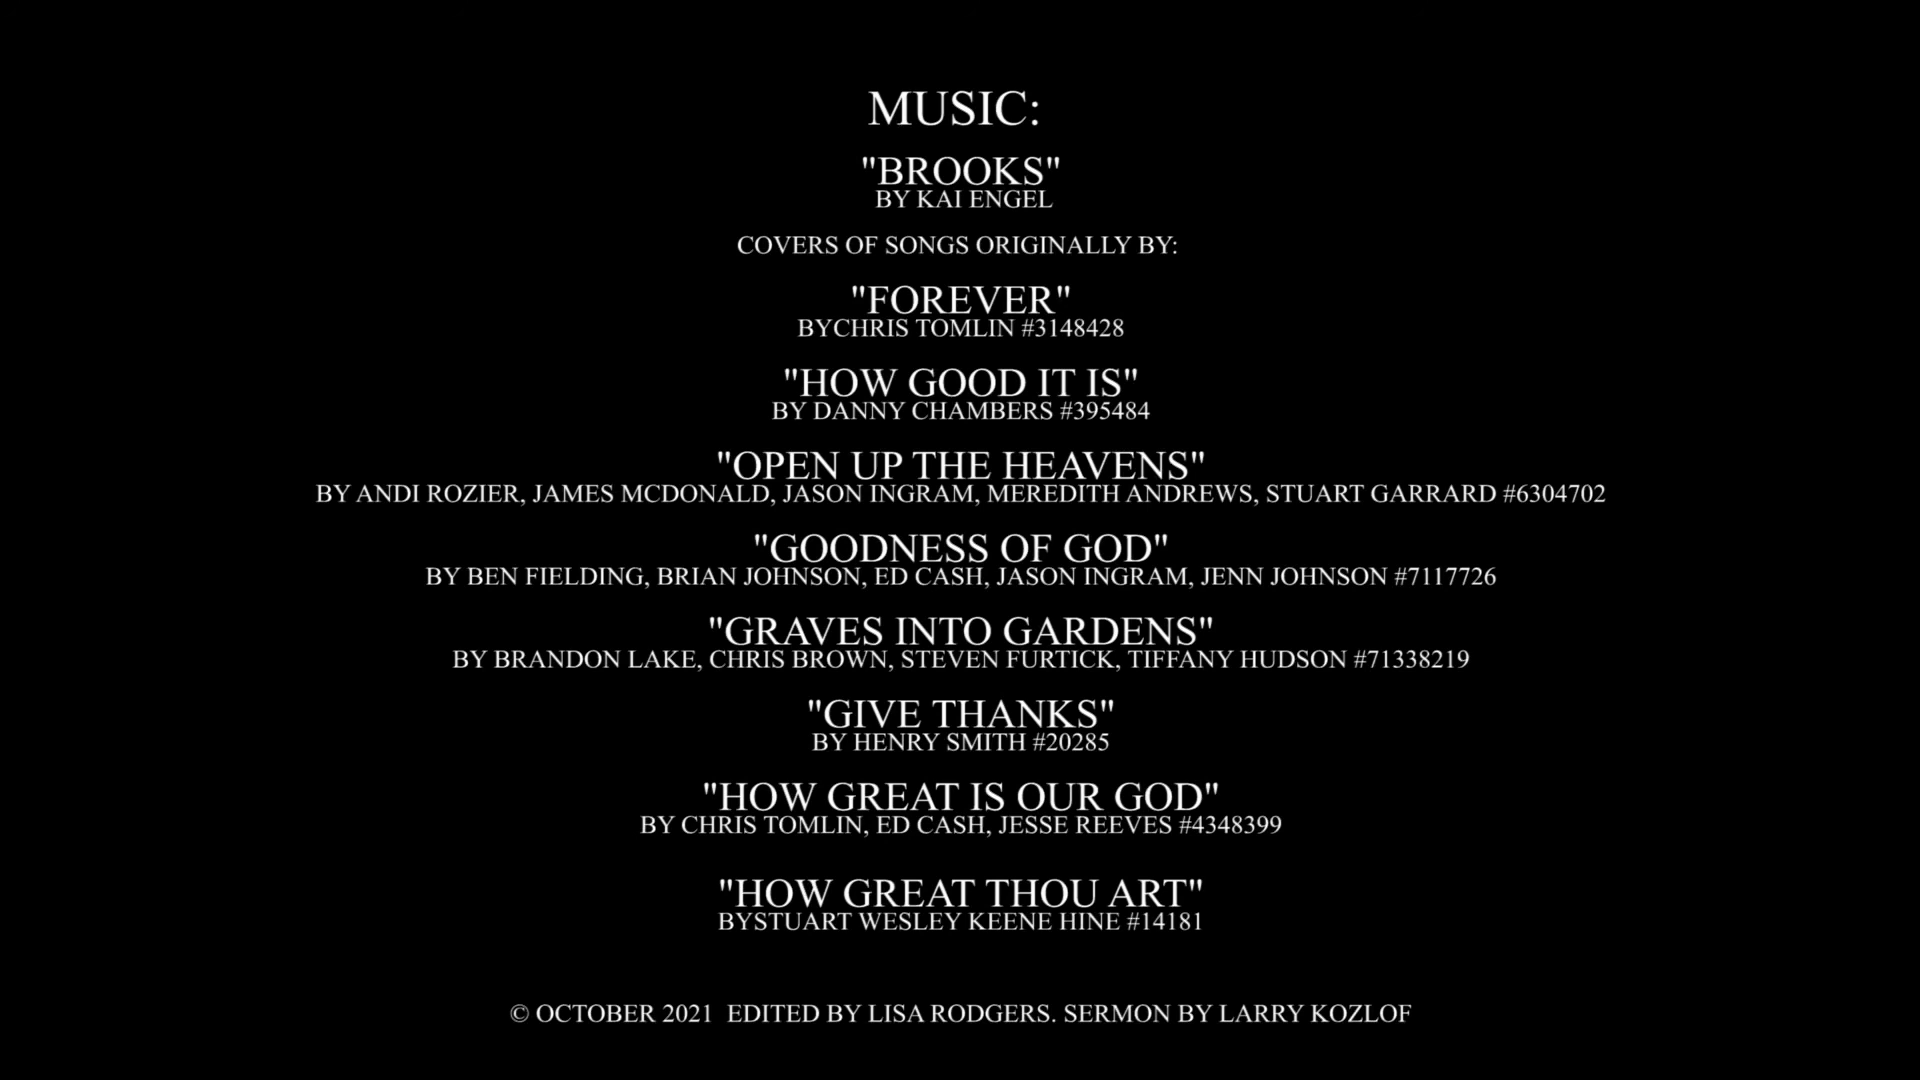 MUSIC:
"BROOKS"
BY KAI ENGEL
COVERS OF SONGS ORIGINALLY BY:
"FOREVER"
BYCHRIS TOMLIN #3148428
"HOW GOOD IT IS"
BY DANNY CHAMBERS #395484
"OPEN UP THE HEAVENS"
BY ANDI ROZIER, JAMES MCDONALD, JASON INGRAM, MEREDITH ANDREWS, STUART GARRARD #6304702
"GOODNESS OF GOD"
BY BEN FIELDING, BRIAN JOHNSON, ED CASH, JASON INGRAM, JENN JOHNSON #7117726
"GRAVES INTO GARDENS"
BY BRANDON LAKE, CHRIS BROWN, STEVEN FURTICK, TIFFANY HUDSON #71338219
"GIVE THANKS"
BY HENRY SMITH #20285
"HOW GREAT IS OUR GOD"
BY CHRIS TOMLIN, ED CASH, JESSE REEVES #4348399
"HOW GREAT THOU ART"
BYSTUART WESLEY KEENE HINE #14181
© OCTOBER 2021  EDITED BY LISA RODGERS. SERMON BY LARRY KOZLOF